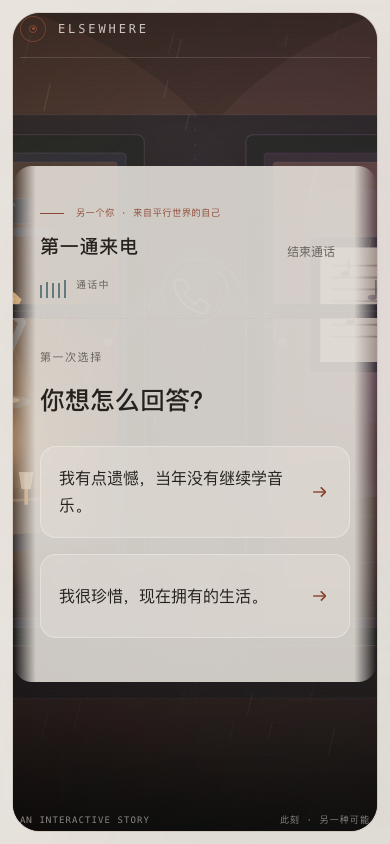 ELSEWHERE
另一个你 · 来自平行世界的自己
第一通来电
结束通话
通话中
第一次选择
你想怎么回答?
我有点遗憾，当年没有继续学音
乐。
→
我很珍惜，现在拥有的生活。
→
AN INTERACTIVE STORY
此刻 · 另一种可能